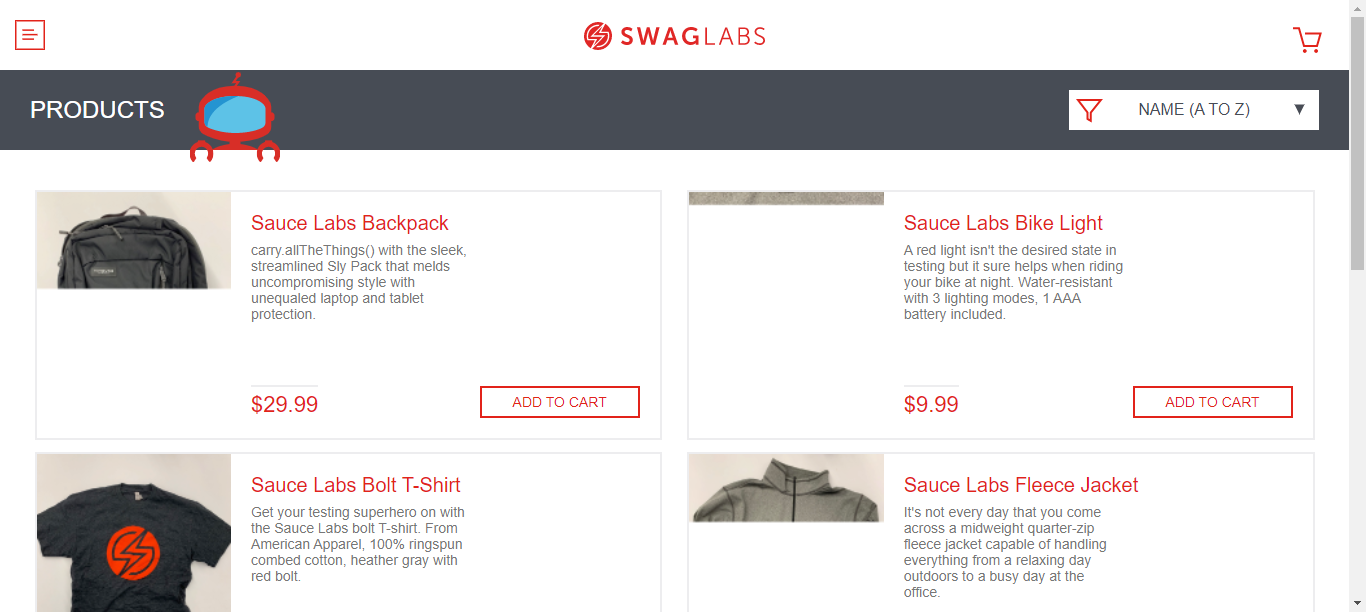 SWAGLABS
PRODUCTS
NAME (A TO Z)
Sauce Labs Backpack
carry.allTheThings() with the sleek,
streamlined Sly Pack that melds
uncompromising style with
unequaled laptop and tablet
protection.
$29.99
ADD TO CART
Sauce Labs Bike Light
A red light isn't the desired state in
testing but it sure helps when riding
your bike at night. Water-resistant
with 3 lighting modes, 1 AAA
battery included.
$9.99
ADD TO CART
Sauce Labs Bolt T-Shirt
Get your testing superhero on with
the Sauce Labs bolt T-shirt. From
American Apparel, 100% ringspun
combed cotton, heather gray with
red bolt.
Sauce Labs Fleece Jacket
It's not every day that you come
across a midweight quarter-zip
fleece jacket capable of handling
everything from a relaxing day
outdoors to a busy day at the
office.